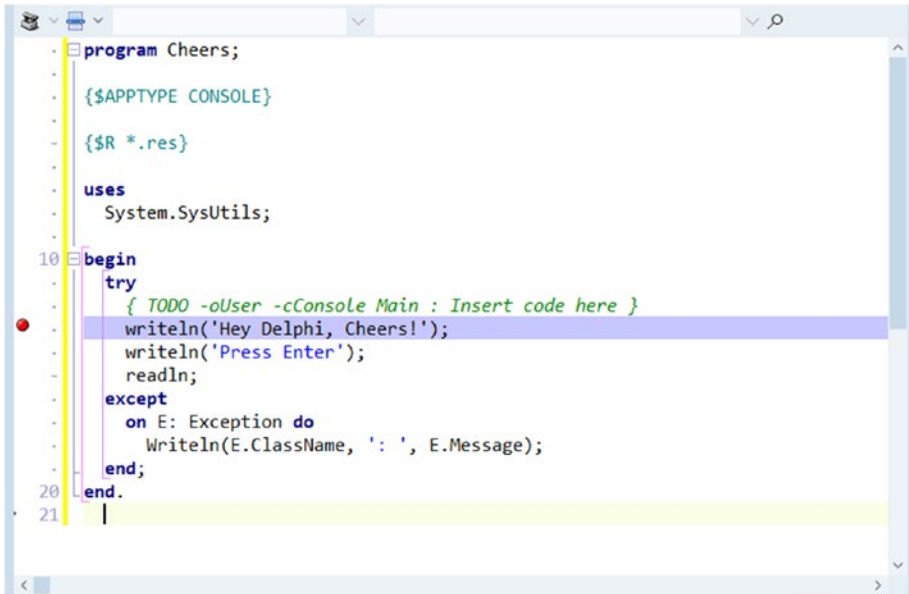 program Cheers;
{$APPTYPE CONSOLE}
{$R *.res}
uses
System.SysUtils;
10 begin
try
{ TODO -oUser -cConsole Main : Insert code here }
writeln('Hey Delphi, Cheers!');
writeln('Press Enter');
readln;
except
on E: Exception do
Writeln(E.ClassName, ': ', E.Message);
end;
20 end.
21